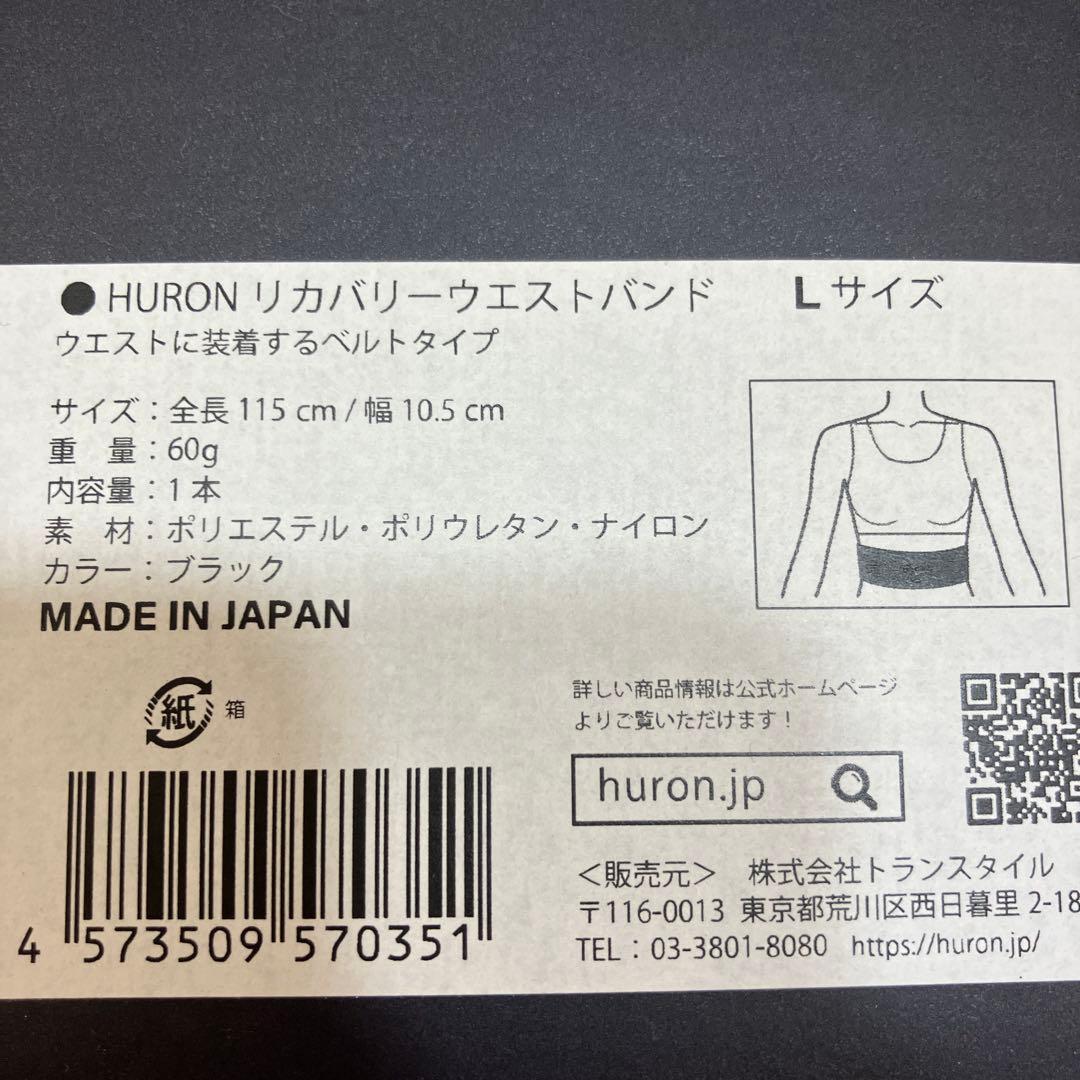 ● HURON リカバリーウエストバンド L サイズ
ウエストに装着するベルトタイプ
サイズ：全長 115 cm / 幅 10.5 cm
重　量：60g
内容量：1 本
素　材：ポリエステル・ポリウレタン・ナイロン
カラー：ブラック
MADE IN JAPAN
紙 箱
詳しい商品情報は公式ホームページ
よりご覧いただけます！
huron.jp
4 573509 570351
＜販売元＞　株式会社トランスタイル
〒116-0013 東京都荒川区西日暮里 2-18
TEL：03-3801-8080 https://huron.jp/